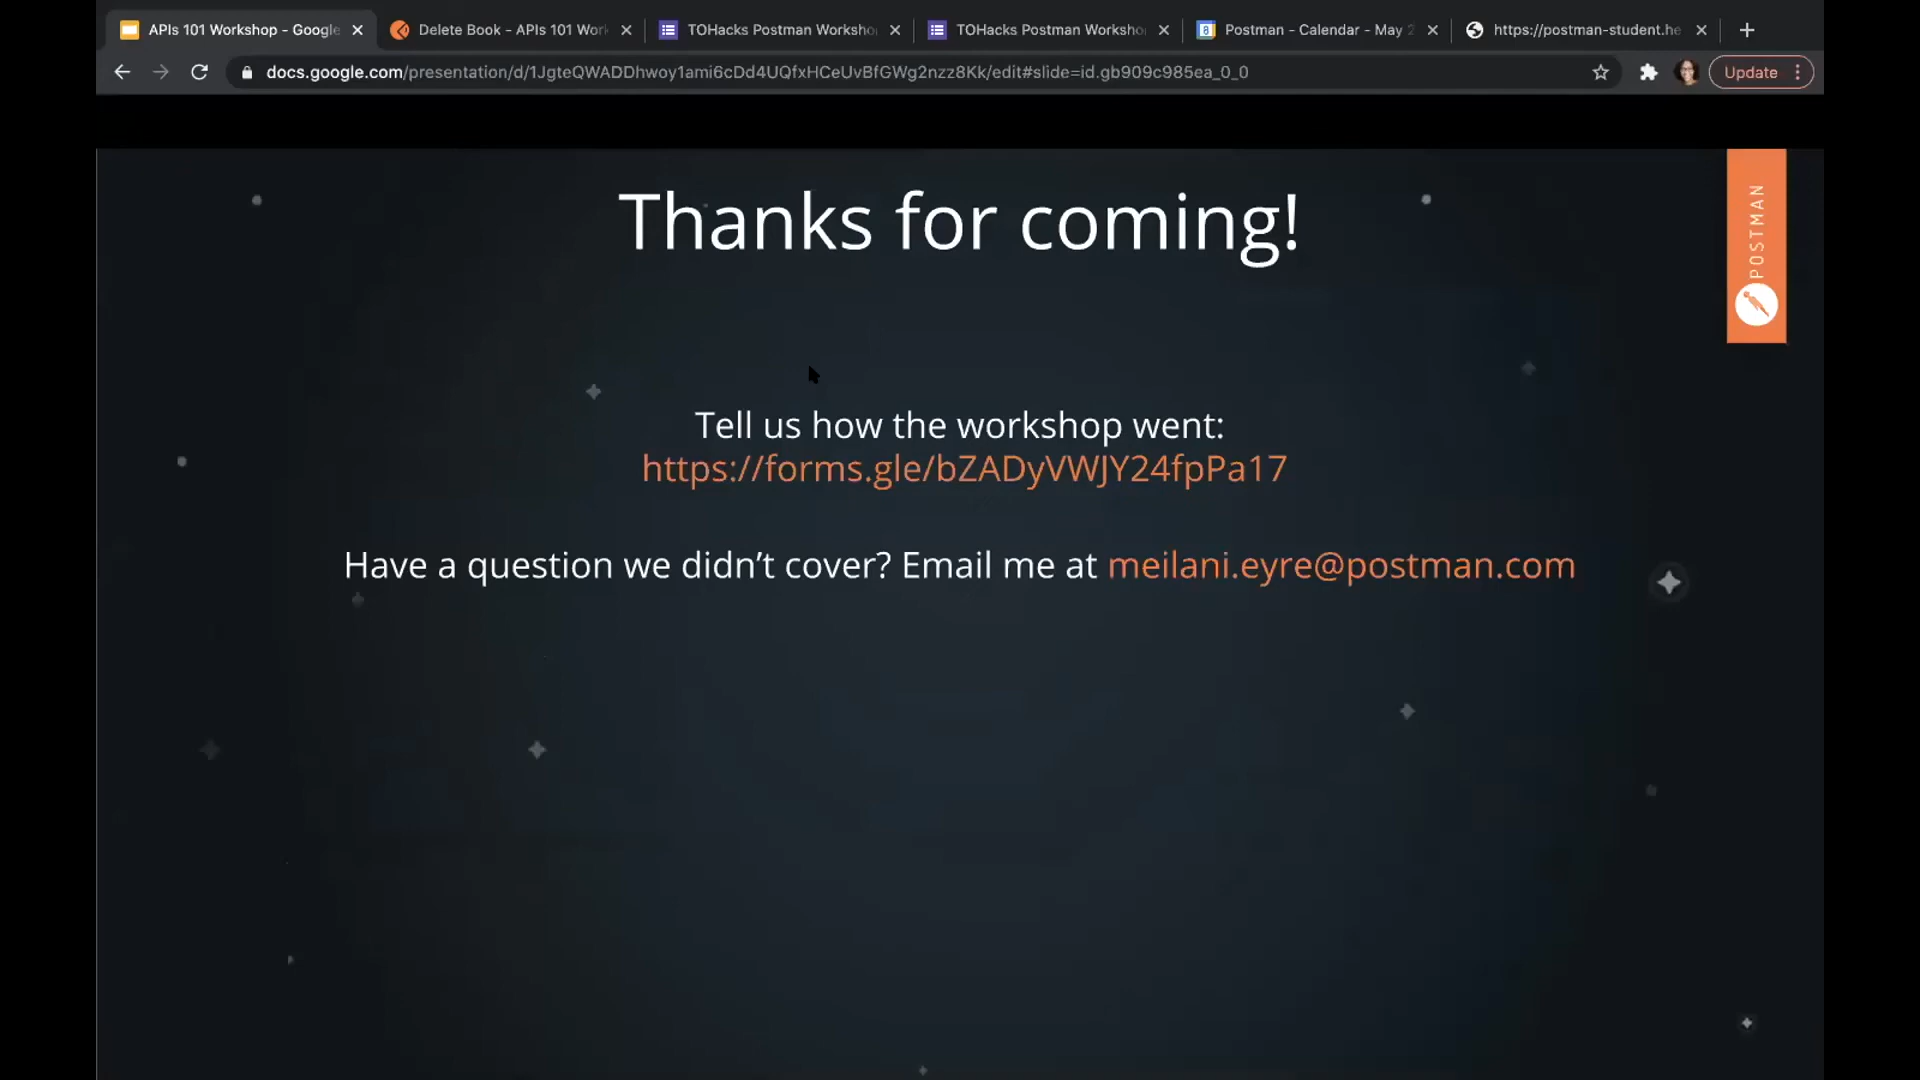 APIs 101 Workshop - Google
Delete Book - APIs 101 Work
TOHacks Postman Worksho
TOHacks Postman Worksho
Postman - Calendar - May 2
https://postman-student.he
docs.google.com/presentation/d/1JgteQWADDhwoy1ami6cDd4UQfxHCeUvBfGWg2nzz8Kk/edit#slide=id.gb909c985ea_0_0
Update
Thanks for coming!
POSTMAN
Tell us how the workshop went:
https://forms.gle/bZADyVWJY24fpPa17
Have a question we didn’t cover? Email me at meilani.eyre@postman.com